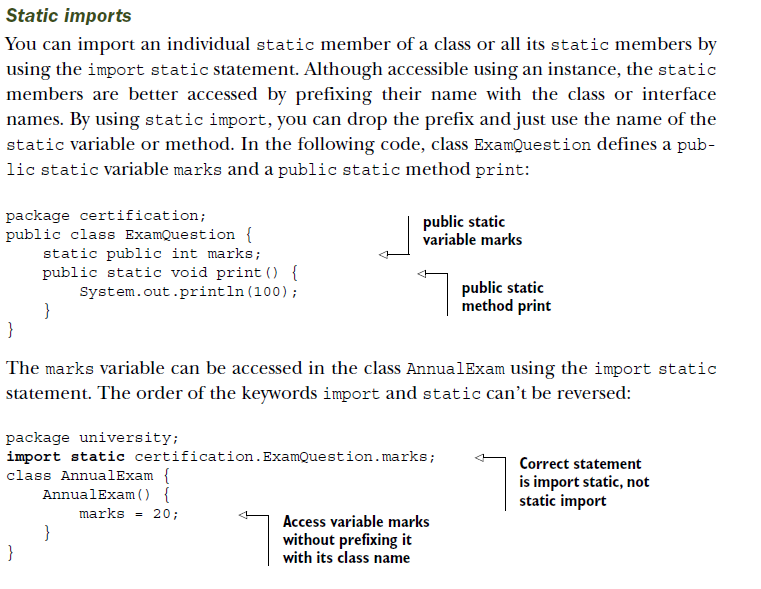 Static imports
You can import an individual static member of a class or all its static members by
using the import static statement. Although accessible using an instance, the static
members are better accessed by prefixing their name with the class or interface
names. By using static import, you can drop the prefix and just use the name of the
static variable or method. In the following code, class ExamQuestion defines a pub-
lic static variable marks and a public static method print:
package certification;
public class ExamQuestion {
    static public int marks;
    public static void print() {
        System.out.println(100);
    }
}
public static
variable marks
public static
method print
The marks variable can be accessed in the class AnnualExam using the import static
statement. The order of the keywords import and static can't be reversed:
package university;
import static certification.ExamQuestion.marks;
class AnnualExam {
    AnnualExam() {
        marks = 20;
    }
}
Correct statement
is import static, not
static import
Access variable marks
without prefixing it
with its class name